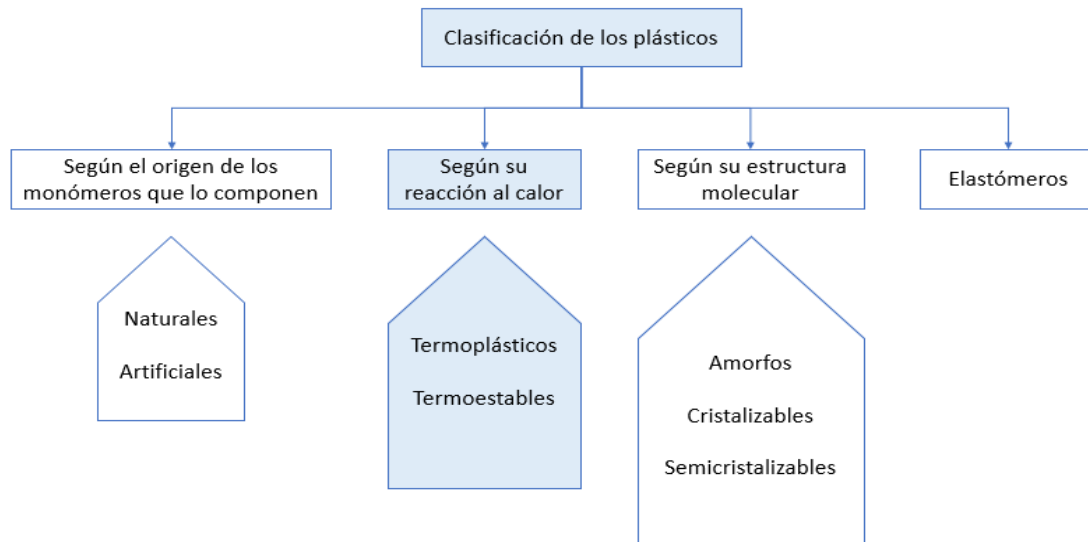 Clasificación de los plásticos
Según el origen de los
monómeros que lo componen
Según su
reacción al calor
Según su estructura
molecular
Elastómeros
Naturales
Artificiales
Termoplásticos
Termoestables
Amorfos
Cristalizables
Semicristalizables